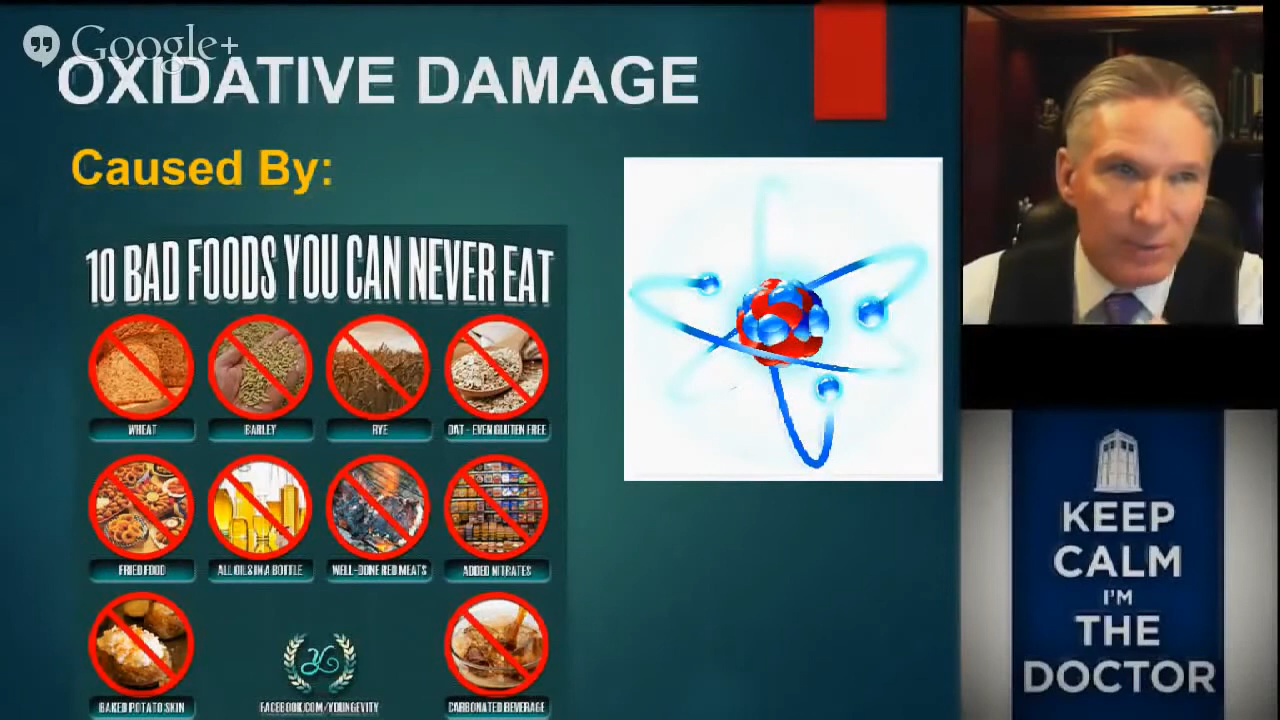 Google+
OXIDATIVE DAMAGE
Caused By:
10 BAD FOODS YOU CAN NEVER EAT
WHEAT
BARLEY
RYE
OAT - EVEN GLUTEN FREE
FRIED FOOD
ALL OILS IN A BOTTLE
WELL-DONE RED MEATS
ADDED NITRATES
BAKED POTATO SKIN
FACEBOOK.COM/YOUNGEVITY
CARBONATED BEVERAGE
KEEP
CALM
I'M
THE
DOCTOR